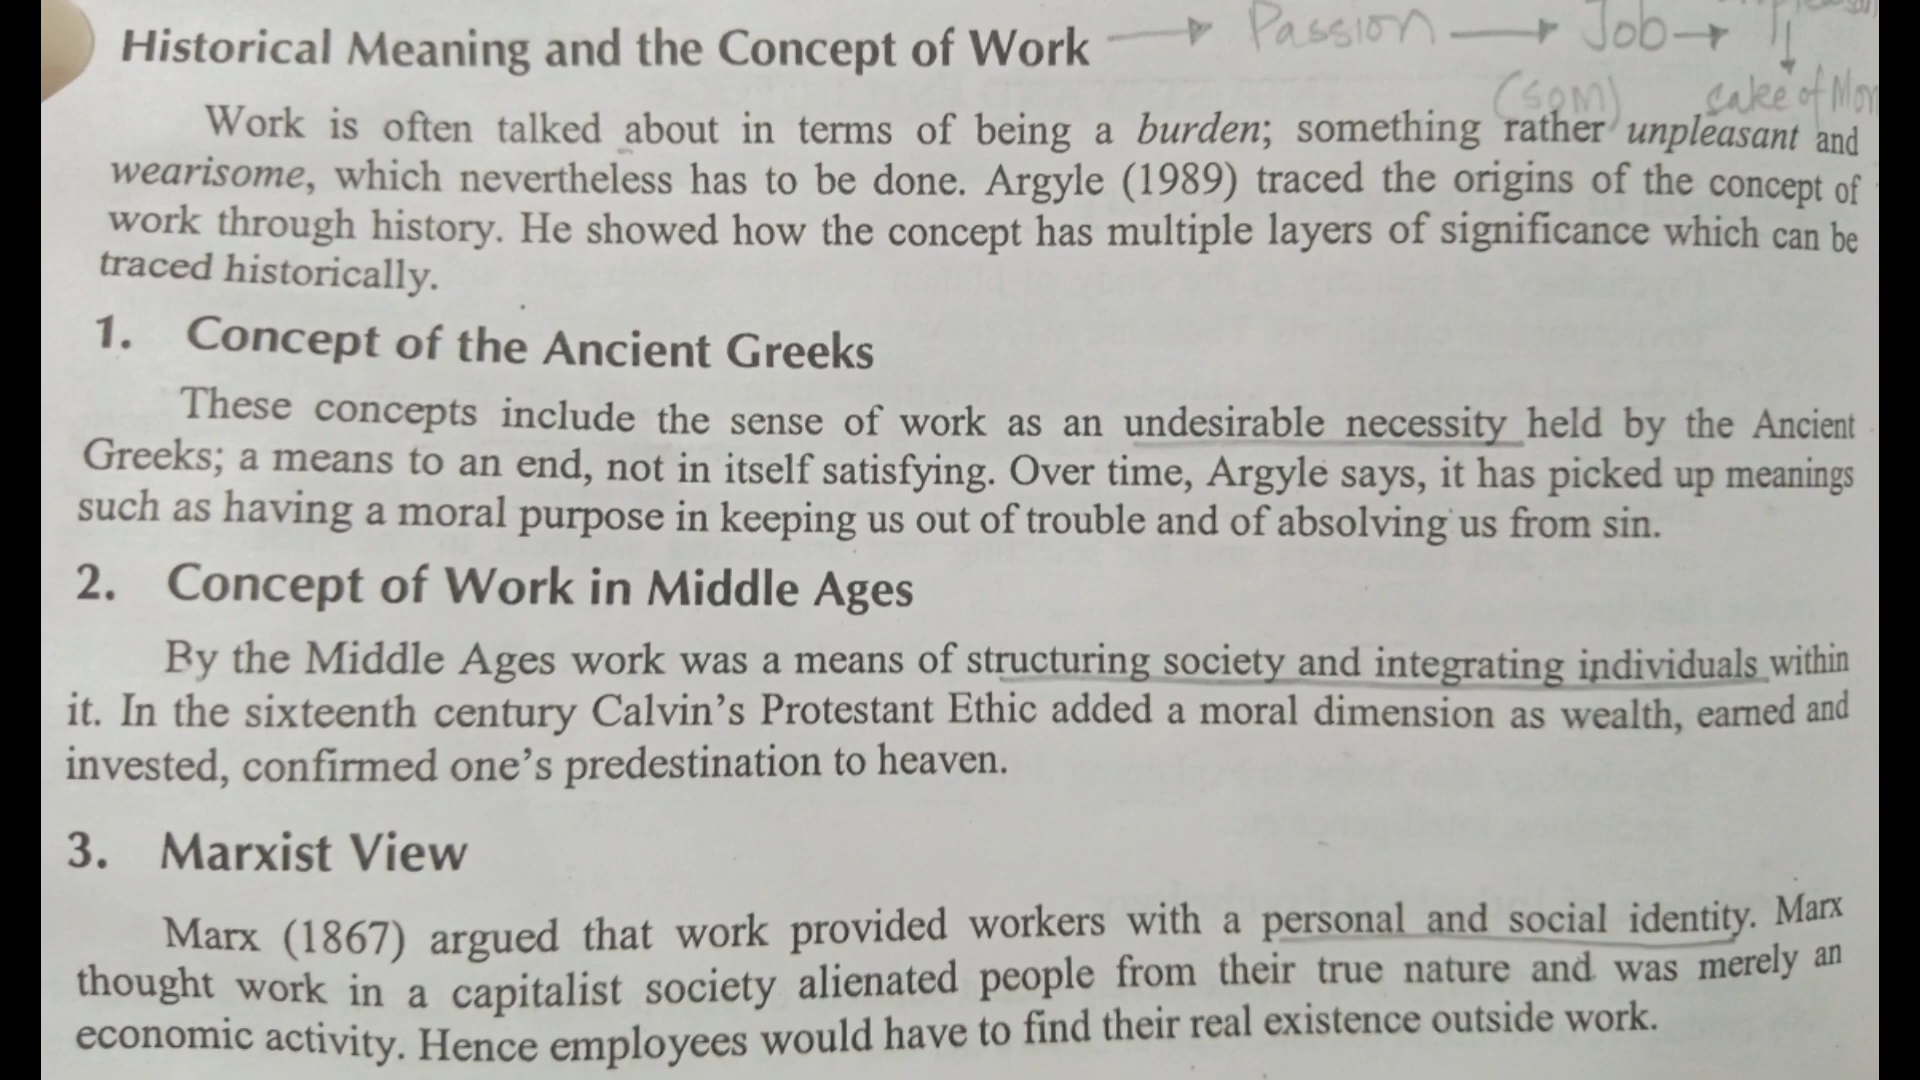 Historical Meaning and the Concept of Work → Passion → Job →
(SOM) sake of
Work is often talked about in terms of being a burden; something rather unpleasant and
wearisome, which nevertheless has to be done. Argyle (1989) traced the origins of the concept of
work through history. He showed how the concept has multiple layers of significance which can be
traced historically.
1. Concept of the Ancient Greeks
These concepts include the sense of work as an undesirable necessity held by the Ancient
Greeks; a means to an end, not in itself satisfying. Over time, Argyle says, it has picked up meanings
such as having a moral purpose in keeping us out of trouble and of absolving us from sin.
2. Concept of Work in Middle Ages
By the Middle Ages work was a means of structuring society and integrating individuals within
it. In the sixteenth century Calvin's Protestant Ethic added a moral dimension as wealth, earned and
invested, confirmed one's predestination to heaven.
3. Marxist View
Marx (1867) argued that work provided workers with a personal and social identity. Marx
thought work in a capitalist society alienated people from their true nature and was merely an
economic activity. Hence employees would have to find their real existence outside work.